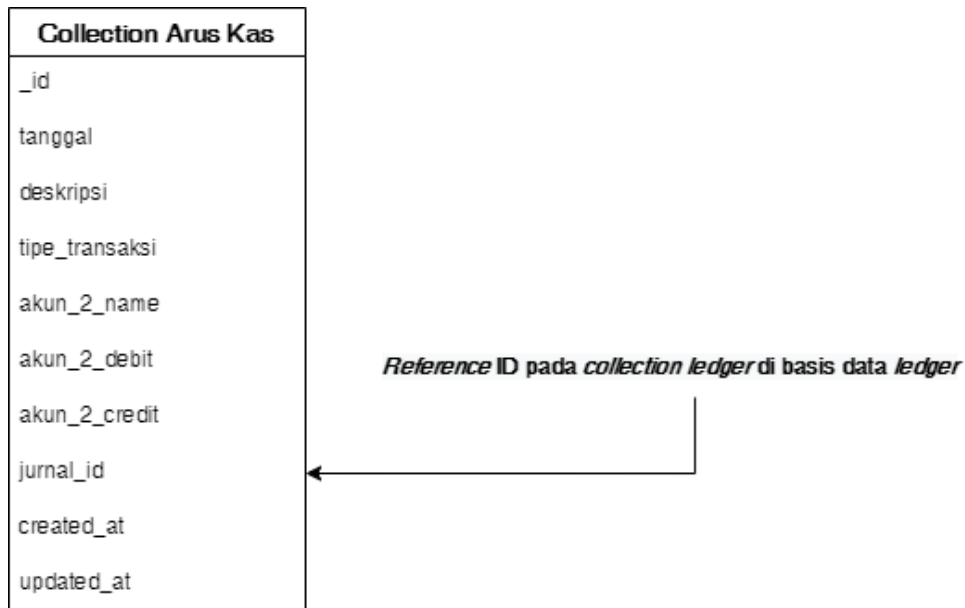 Collection Arus Kas
_id
tanggal
deskripsi
tipe_transaksi
akun_2_name
akun_2_debit
Reference ID pada collection ledger di basis data ledger
akun_2_credit
jurnal_id
created_at
updated_at